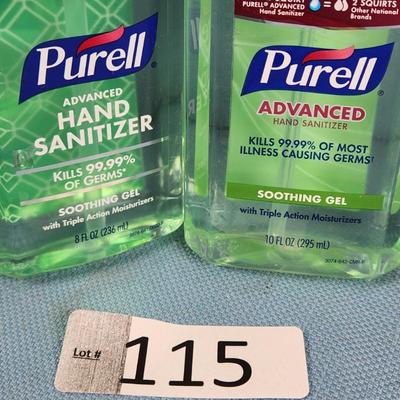 Purell
ADVANCED
HAND
SANITIZER
KILLS 99.99%
OF GERMS*
SOOTHING GEL
with Triple Action Moisturizers
8 FL OZ (236 mL)
PURELL® ADVANCED
Hand Sanitizer
=
2 SQUIRTS
Other National
Brands
Purell
ADVANCED
HAND SANITIZER
KILLS 99.99% OF MOST
ILLNESS CAUSING GERMS†
SOOTHING GEL
with Triple Action Moisturizers
10 FL OZ (295 mL)
Lot #
115